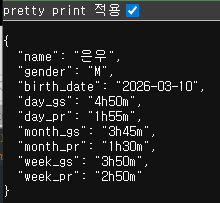 pretty print 적용
{
  "name": "은우",
  "gender": "M",
  "birth_date": "2026-03-10",
  "day_gs": "4h50m",
  "day_pr": "1h55m",
  "month_gs": "3h45m",
  "month_pr": "1h30m",
  "week_gs": "3h50m",
  "week_pr": "2h50m"
}